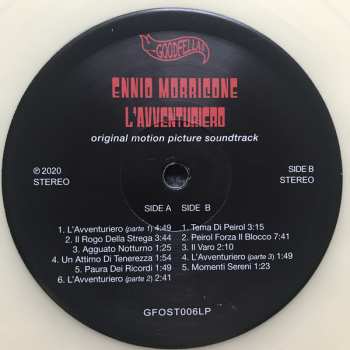 GOODFELLAS
ENNIO MORRICONE
L'AVVENTURIERO
original motion picture soundtrack
℗ 2020
STEREO
SIDE B
STEREO
SIDE A
1. L'Avventuriero (parte 1) 4:49
2. Il Rogo Della Strega 3:44
3. Agguato Notturno 1:25
4. Un Attimo Di Tenerezza 1:54
5. Paura Dei Ricordi 1:49
6. L'Avventuriero (parte 2) 2:41
SIDE B
1. Tema Di Peirol 3:15
2. Peirol Forza Il Blocco 7:41
3. Il Varo 2:10
4. L'Avventuriero (parte 3) 1:49
5. Momenti Sereni 1:23
GFOST006LP